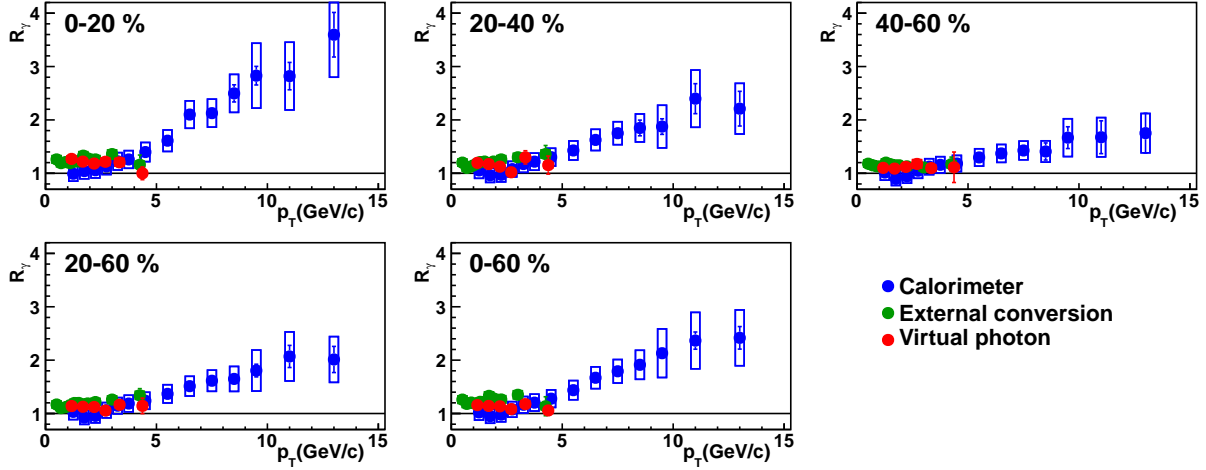 R_γ
4
3
2
1
0-20 %
0 5 10 15
p_T(GeV/c)
R_γ
4
3
2
1
20-40 %
0 5 10 15
p_T(GeV/c)
R_γ
4
3
2
1
40-60 %
0 5 10 15
p_T(GeV/c)
R_γ
4
3
2
1
20-60 %
0 5 10 15
p_T(GeV/c)
R_γ
4
3
2
1
0-60 %
0 5 10 15
p_T(GeV/c)
Calorimeter
External conversion
Virtual photon